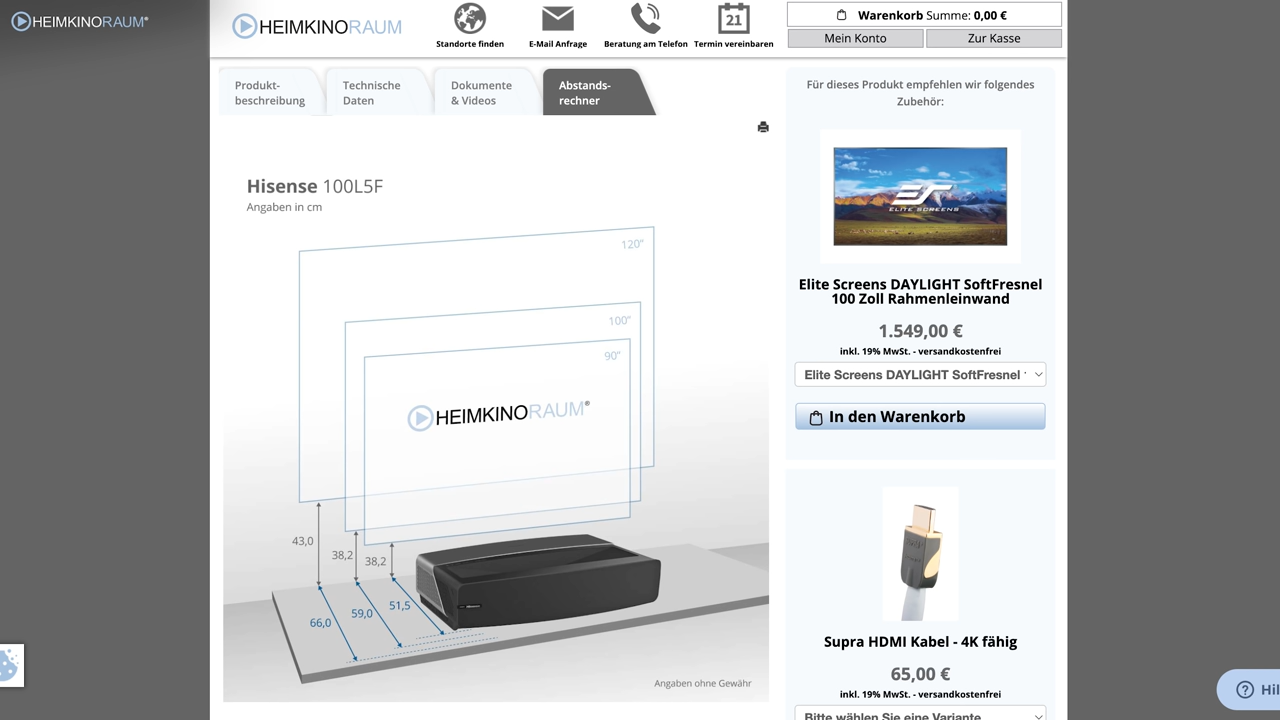 HEIMKINORAUM®
HEIMKINORAUM
Standorte finden
E-Mail Anfrage
Beratung am Telefon
21
Termin vereinbaren
Warenkorb Summe: 0,00 €
Mein Konto
Zur Kasse
Produkt-
beschreibung
Technische
Daten
Dokumente
& Videos
Abstands-
rechner
Hisense 100L5F
Angaben in cm
120"
100"
90"
HEIMKINORAUM®
43,0
38,2
38,2
66,0
59,0
51,5
Angaben ohne Gewähr
Für dieses Produkt empfehlen wir folgendes
Zubehör:
ELITE SCREENS
Elite Screens DAYLIGHT SoftFresnel
100 Zoll Rahmenleinwand
1.549,00 €
inkl. 19% MwSt. - versandkostenfrei
Elite Screens DAYLIGHT SoftFresnel
In den Warenkorb
Supra HDMI Kabel - 4K fähig
65,00 €
inkl. 19% MwSt. - versandkostenfrei
Bitte wählen Sie eine Variante
Hil